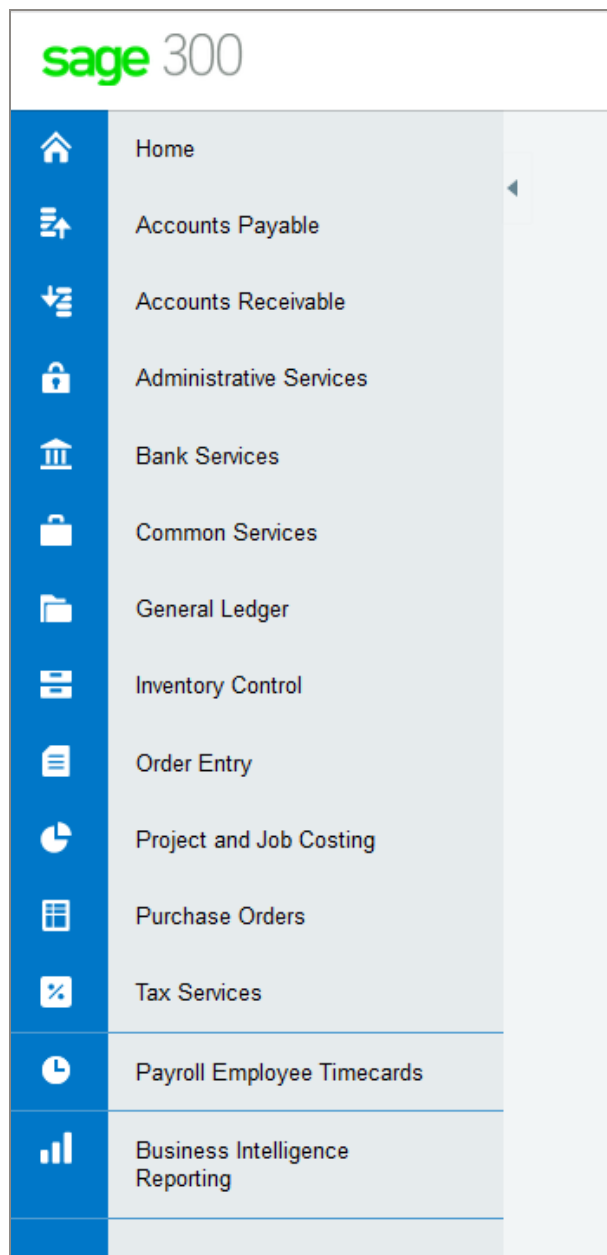 sage 300
Home
Accounts Payable
Accounts Receivable
Administrative Services
Bank Services
Common Services
General Ledger
Inventory Control
Order Entry
Project and Job Costing
Purchase Orders
Tax Services
Payroll Employee Timecards
Business Intelligence
Reporting